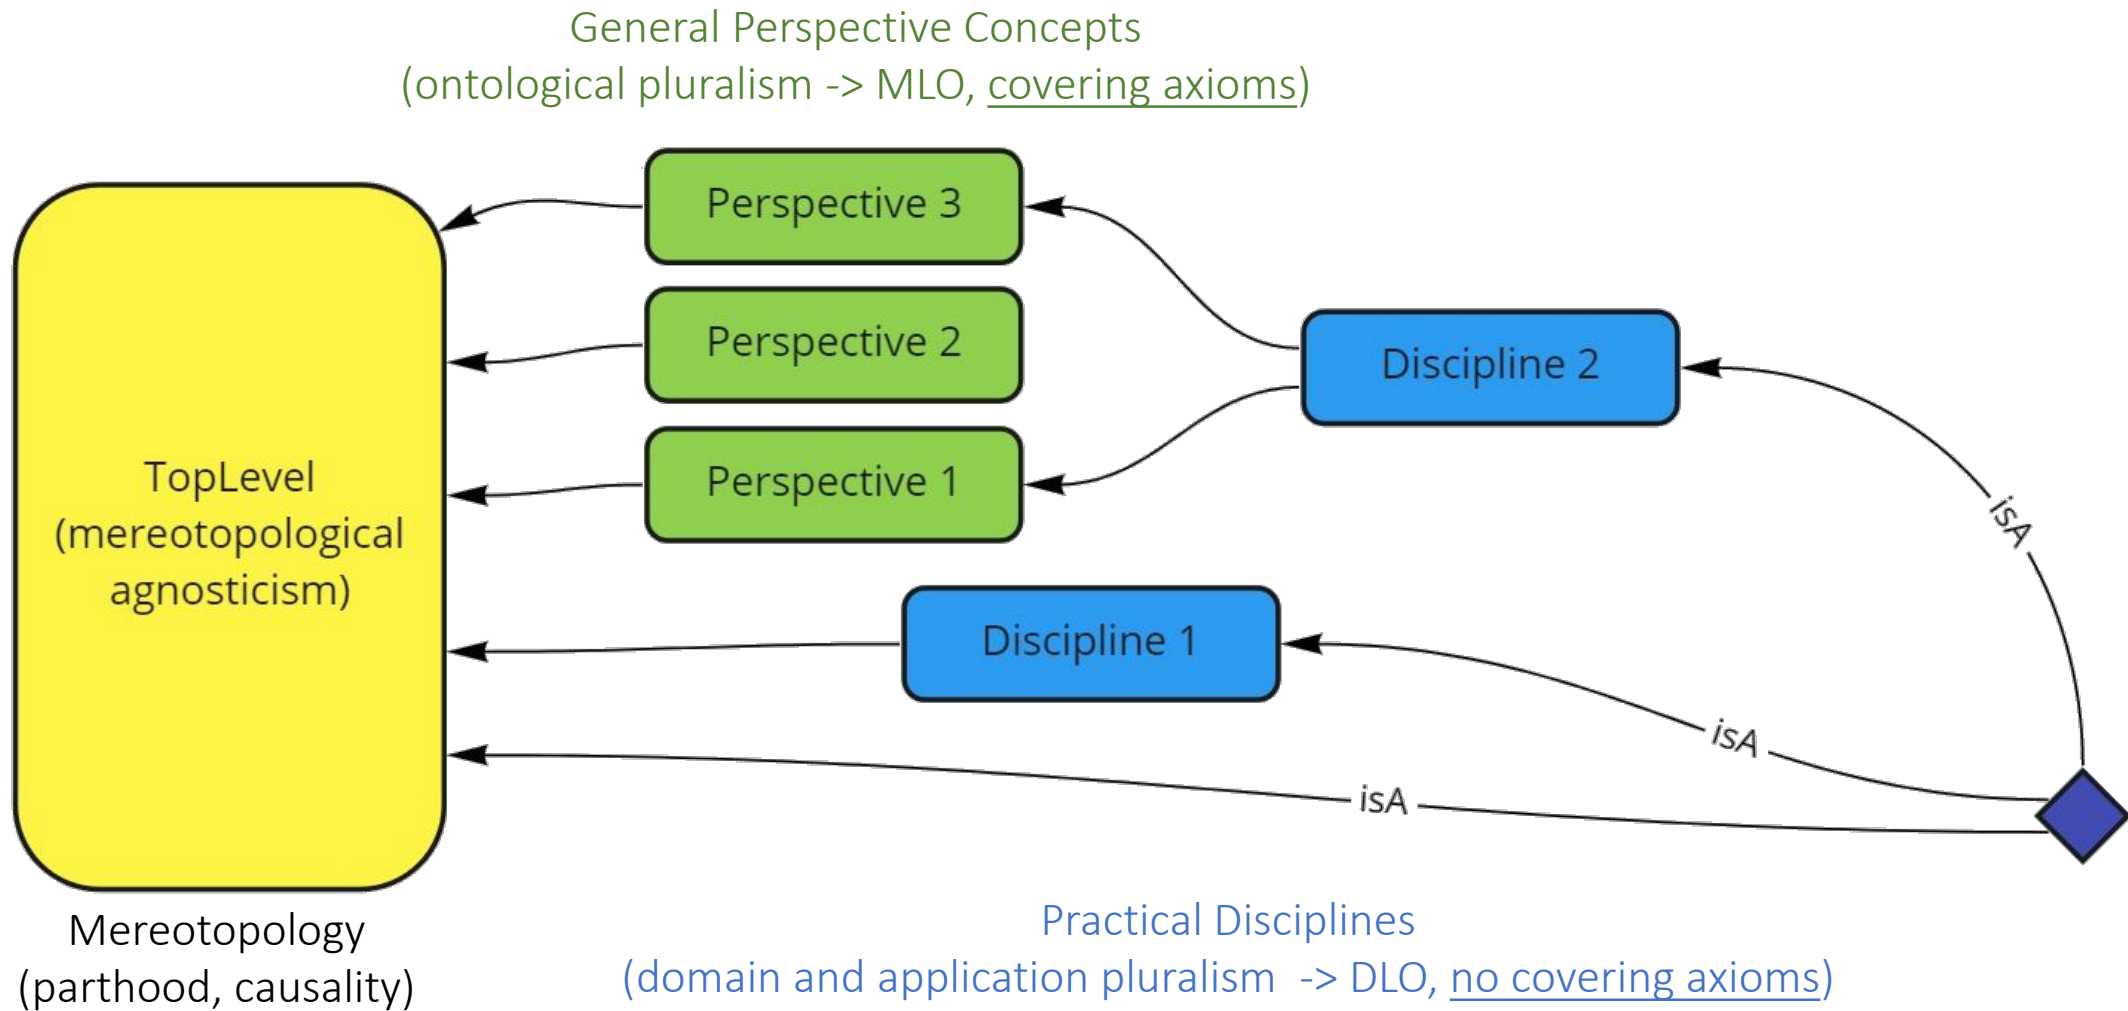 General Perspective Concepts
(ontological pluralism -> MLO, covering axioms)
Perspective 3
Perspective 2
Perspective 1
Discipline 2
isA
TopLevel
(mereotopological
agnosticism)
Discipline 1
isA
isA
Mereotopology
(parthood, causality)
Practical Disciplines
(domain and application pluralism -> DLO, no covering axioms)